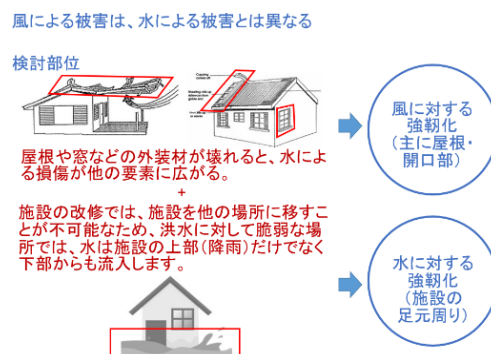 風による被害は、水による被害とは異なる
検討部位
屋根や窓などの外装材が壊れると、水によ
る損傷が他の要素に広がる。
+
施設の改修では、施設を他の場所に移すこ
とが不可能なため、洪水に対して脆弱な場
所では、水は施設の上部(降雨)だけでなく
下部からも流入します。
風に対する
強靭化
(主に屋根・
開口部)
水に対する
強靭化
(施設の
足元周り)